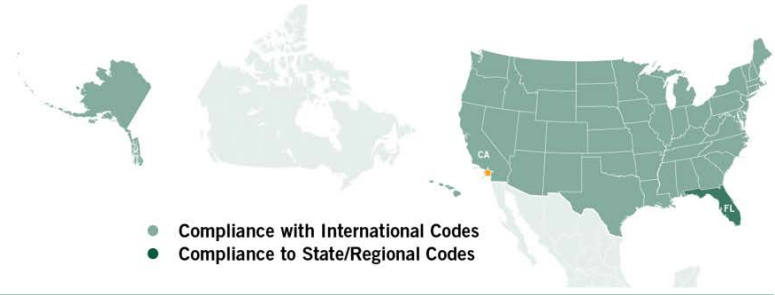 CA
FL
Compliance with International Codes
Compliance to State/Regional Codes